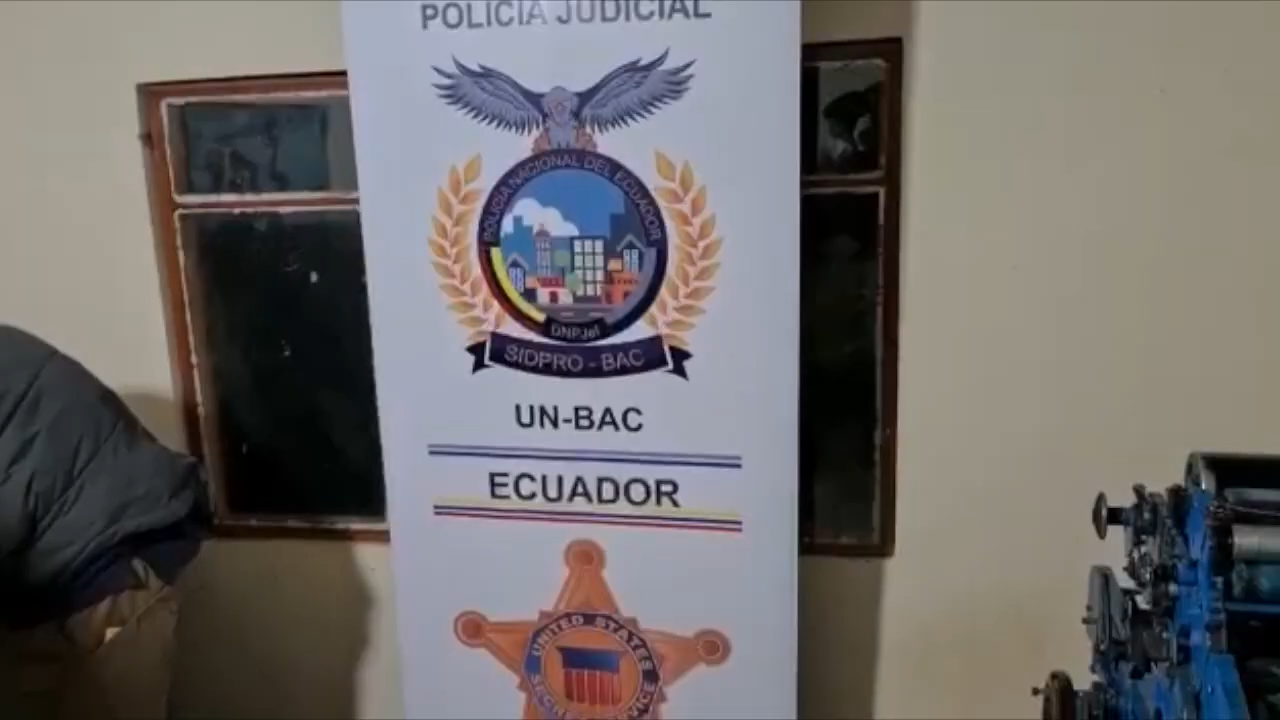 POLICIA JUDICIAL
POLICIA NACIONAL DEL ECUADOR
DNPJeI
SIDPRO - BAC
UN-BAC
ECUADOR
UNITED STATES
SECRET SERVICE